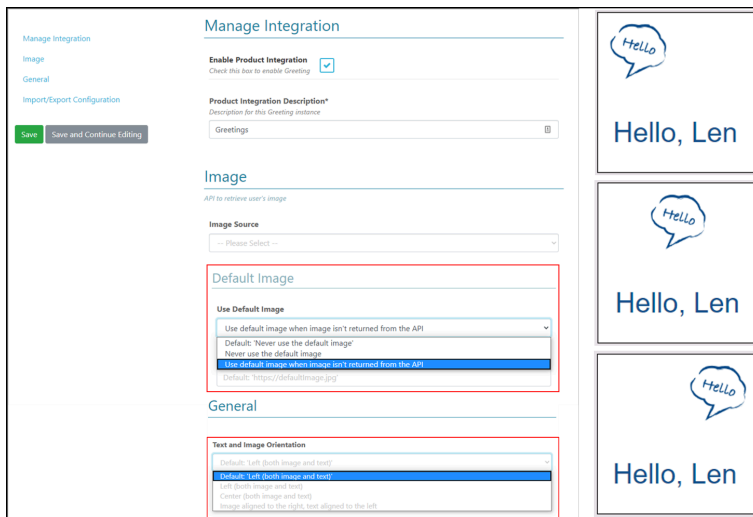 Manage Integration
Image
General
Import/Export Configuration
Save
Save and Continue Editing
Manage Integration
Enable Product Integration
Check this box to enable Greeting
Product Integration Description*
Description for this Greeting instance
Greetings
Image
API to retrieve user's image
Image Source
-- Please Select --
Default Image
Use Default Image
Use default image when image isn't returned from the API
Default: 'Never use the default image'
Never use the default image
Use default image when image isn't returned from the API
Default: 'https://defaultimage.jpg'
General
Text and Image Orientation
Default: 'Left (both image and text)'
Default: 'Left (both image and text)'
Left (both image and text)
Center (both image and text)
Image aligned to the right, text aligned to the left
Hello
Hello, Len
Hello
Hello, Len
Hello
Hello, Len